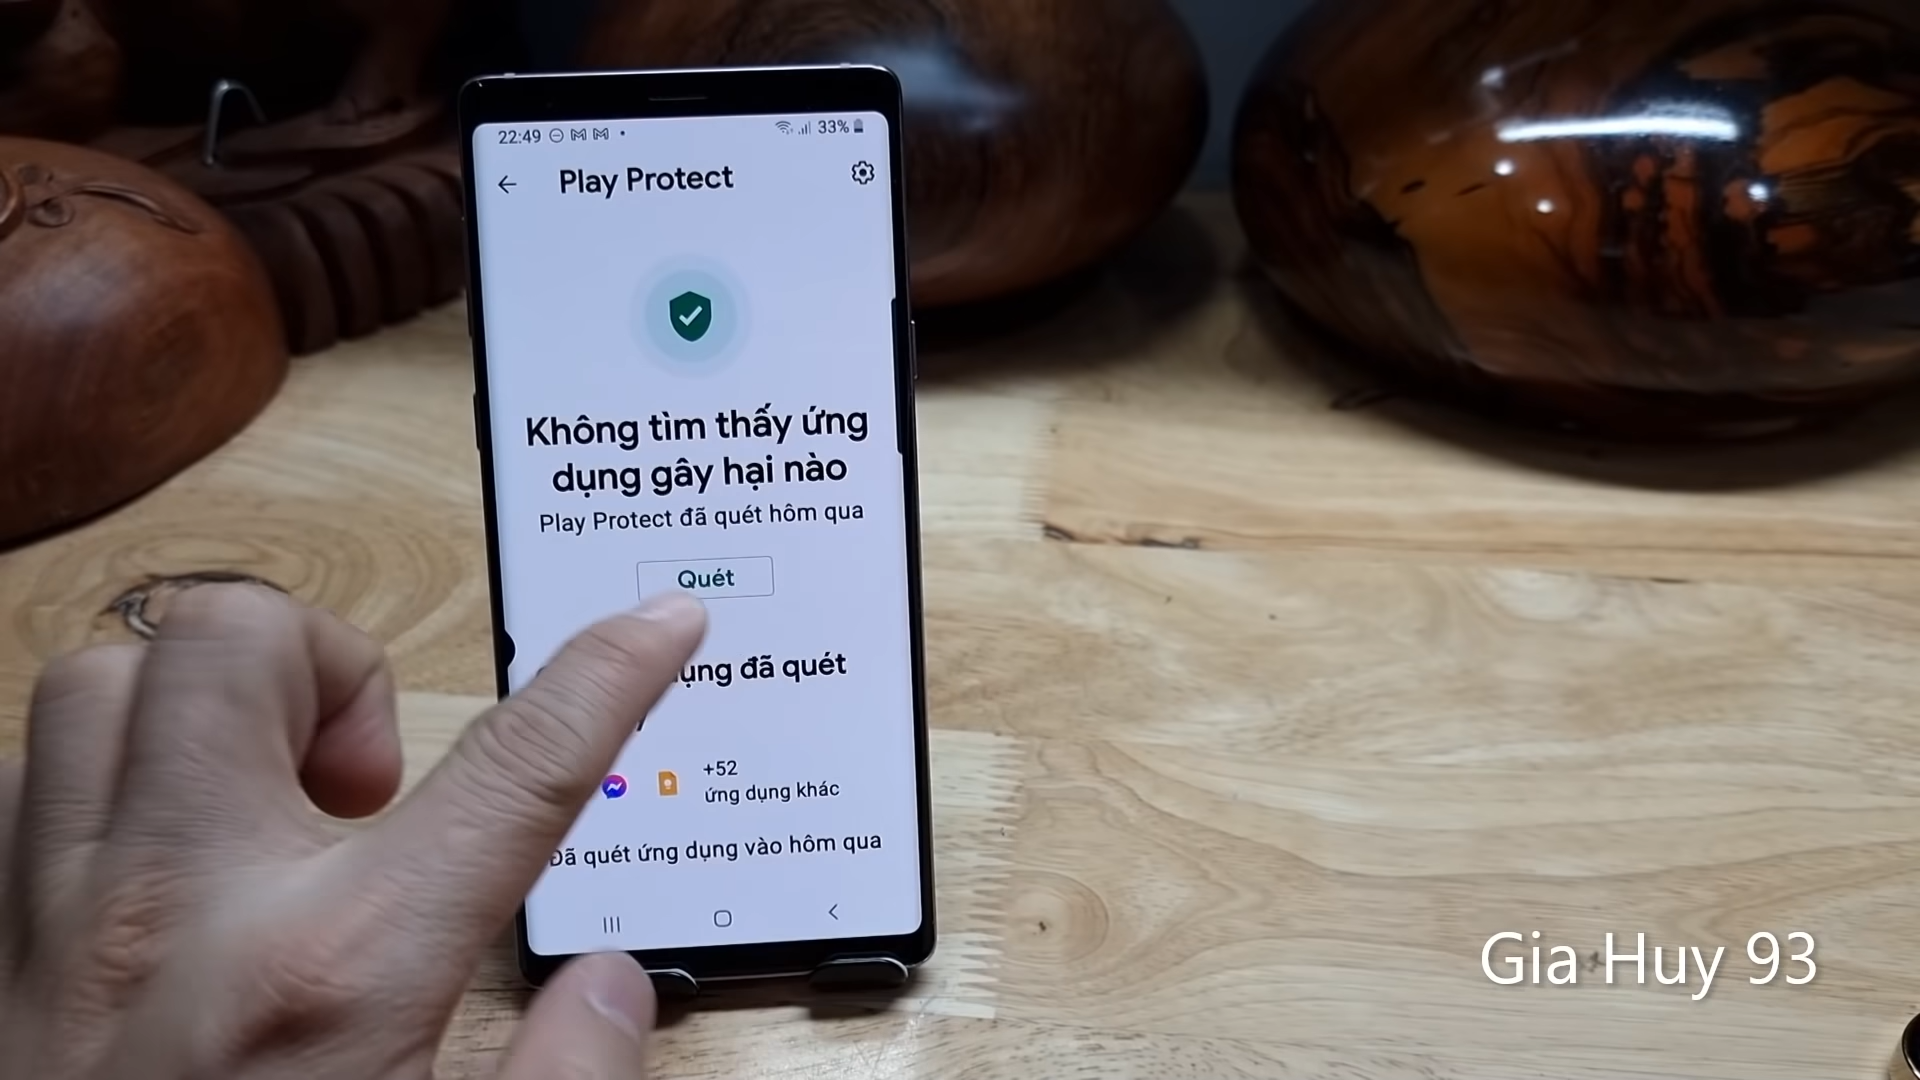 22:49
33%
Play Protect
Không tìm thấy ứng
dụng gây hại nào
Play Protect đã quét hôm qua
Quét
đã quét
+52
ứng dụng khác
Đã quét ứng dụng vào hôm qua
Gia Huy 93